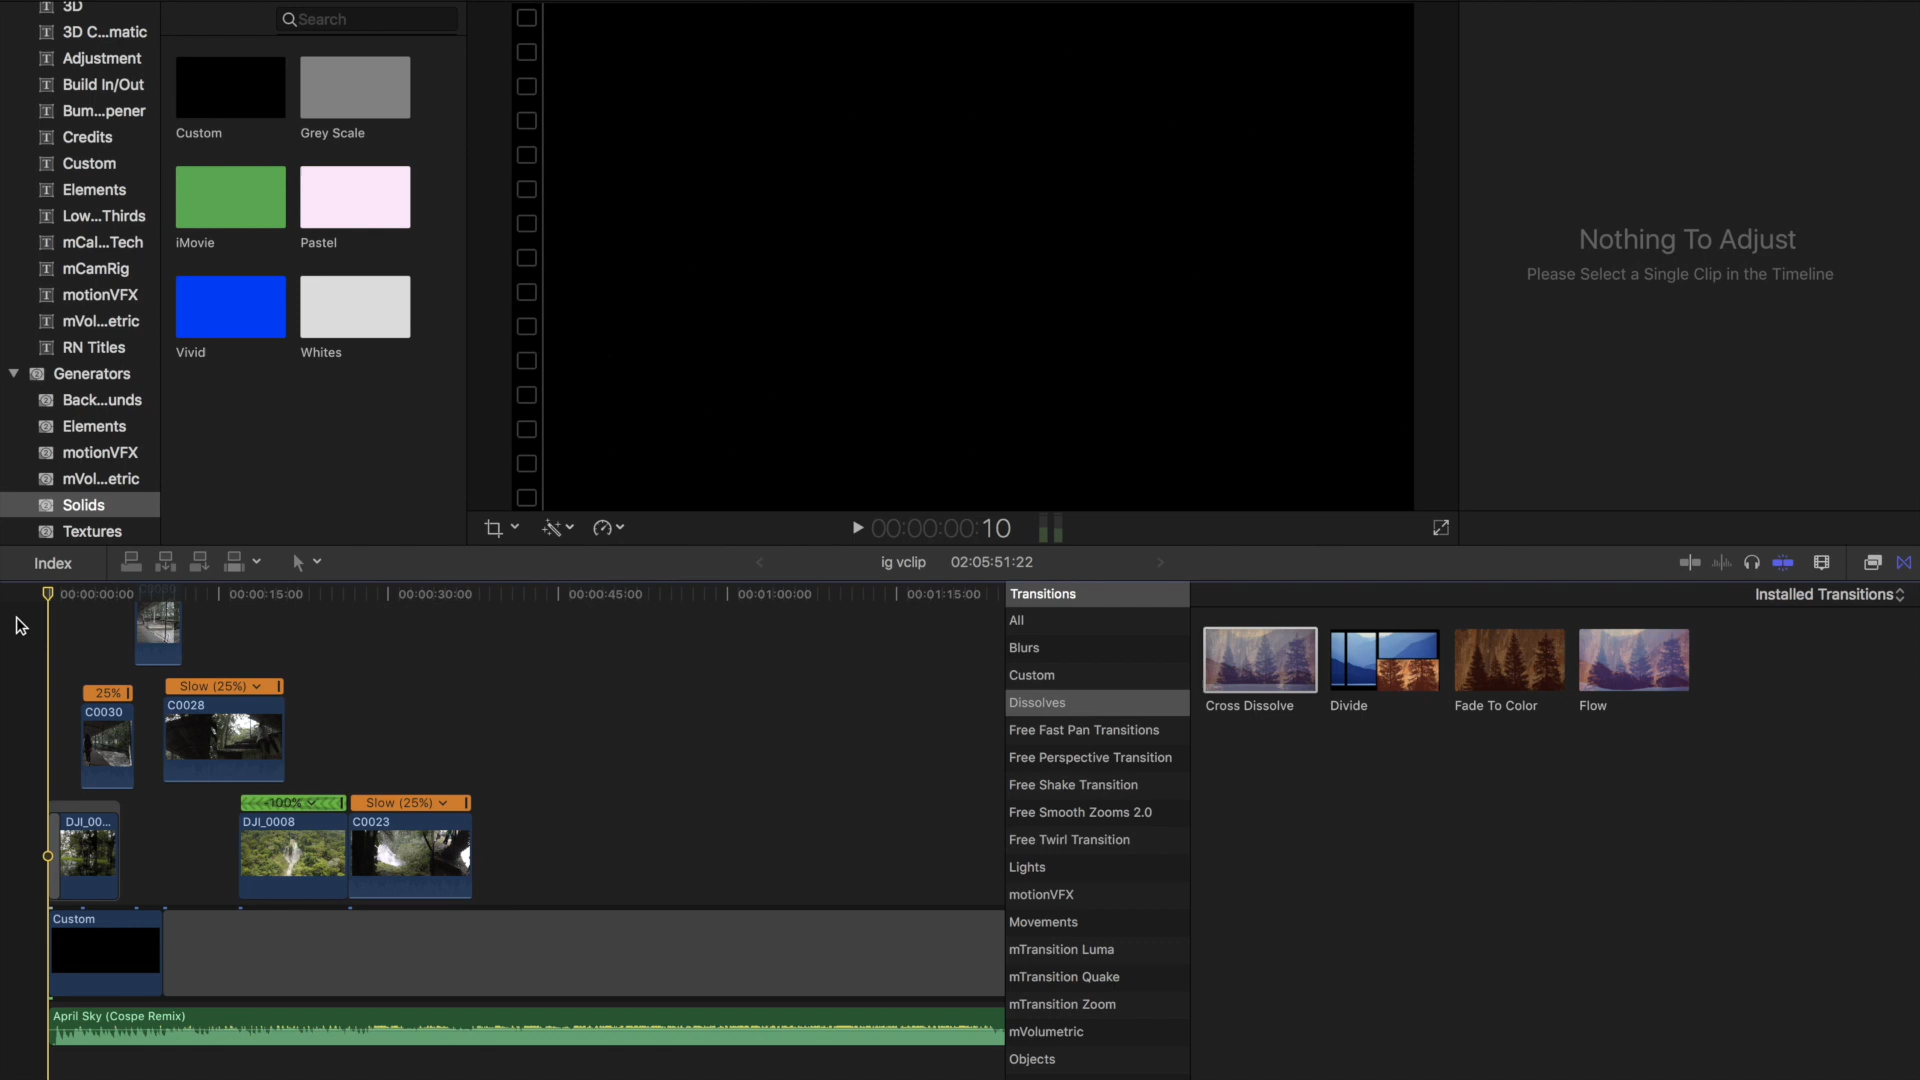 3D
3D C...matic
Adjustment
Build In/Out
Bum...pener
Credits
Custom
Elements
Low...Thirds
mCal...Tech
mCamRig
motionVFX
mVol...etric
RN Titles
Generators
Back...unds
Elements
motionVFX
mVol...etric
Solids
Textures
Search
Custom
Grey Scale
iMovie
Pastel
Vivid
Whites
Nothing To Adjust
Please Select a Single Clip in the Timeline
00:00:00:10
Index
ig vclip 02:05:51:22
00:00:00:00 00:00:15:00 00:00:30:00 00:00:45:00 00:01:00:00 00:01:15:00
25%
C0030
Slow (25%)
C0028
DJI_00...
-100%
DJI_0008
Slow (25%)
C0023
Custom
April Sky (Cospe Remix)
Transitions
All
Blurs
Custom
Dissolves
Free Fast Pan Transitions
Free Perspective Transition
Free Shake Transition
Free Smooth Zooms 2.0
Free Twirl Transition
Lights
motionVFX
Movements
mTransition Luma
mTransition Quake
mTransition Zoom
mVolumetric
Objects
Installed Transitions
Cross Dissolve
Divide
Fade To Color
Flow